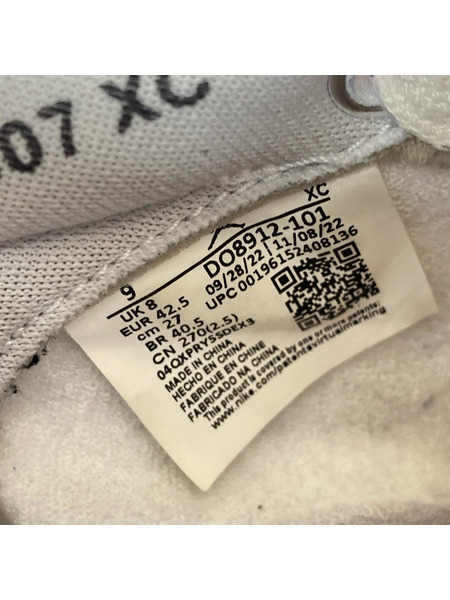 07 XC
XC
9
DO8912-101
UK 8
09/28/22 | 11/08/22
EUR 42.5
UPC 00196152408136
cm 27
BR 40.5
CN 270(2.5)
04OXPRYSSDEX3
MADE IN CHINA
HECHO EN CHINA
FABRIQUE EN CHINE
FABRICADO NA CHINA
This product is covered by one or more patents.
www.nike.com/patentsvirtualmarking